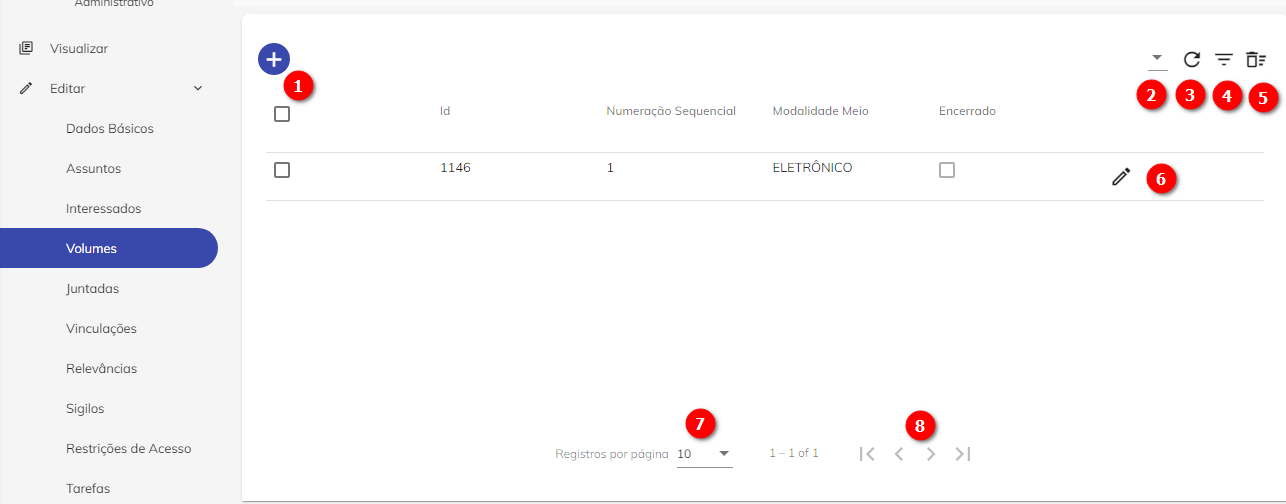 Administrativo
Visualizar
Editar
Dados Básicos
Assuntos
Interessados
Volumes
Juntadas
Vinculações
Relevâncias
Sigilos
Restrições de Acesso
Tarefas
1
2 3 4 5
Id Numeração Sequencial Modalidade Meio Encerrado
1146 1 ELETRÔNICO
6
7 8
Registros por página 10 1 – 1 of 1